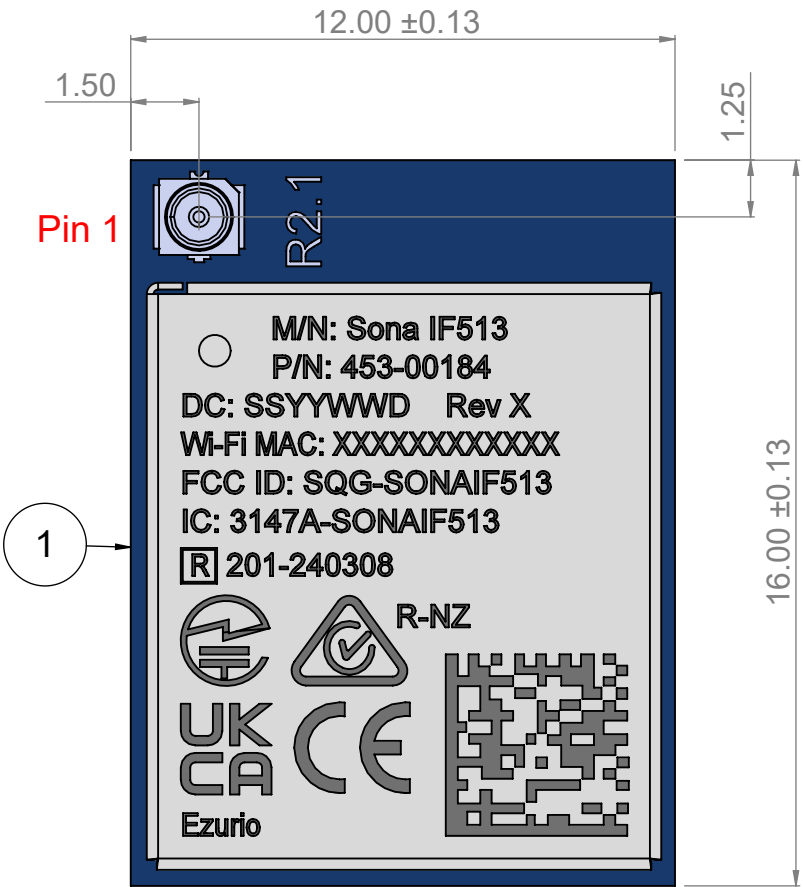 12.00 ±0.13
1.50
1.25
Pin 1
R2.1
M/N: Sona IF513
P/N: 453-00184
DC: SSYYWWD Rev X
Wi-Fi MAC: XXXXXXXXXXXX
FCC ID: SQG-SONAIF513
IC: 3147A-SONAIF513
1
R 201-240308
16.00 ±0.13
R-NZ
UK
CA
CE
Ezurio